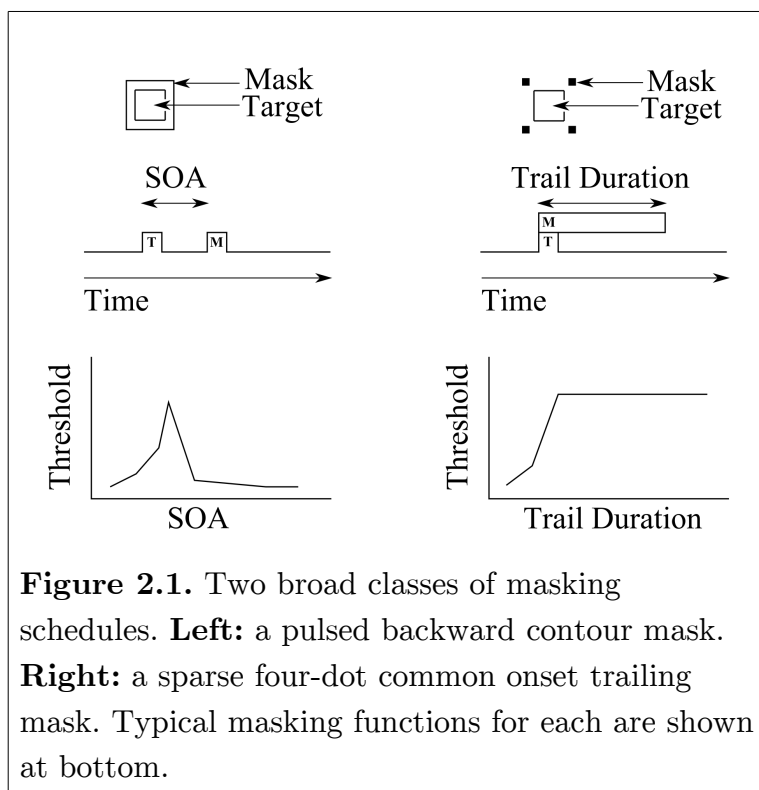 Mask
Target
SOA
T
M
Time
Threshold
SOA
Mask
Target
Trail Duration
M
T
Time
Threshold
Trail Duration
Figure 2.1. Two broad classes of masking
schedules. Left: a pulsed backward contour mask.
Right: a sparse four-dot common onset trailing
mask. Typical masking functions for each are shown
at bottom.